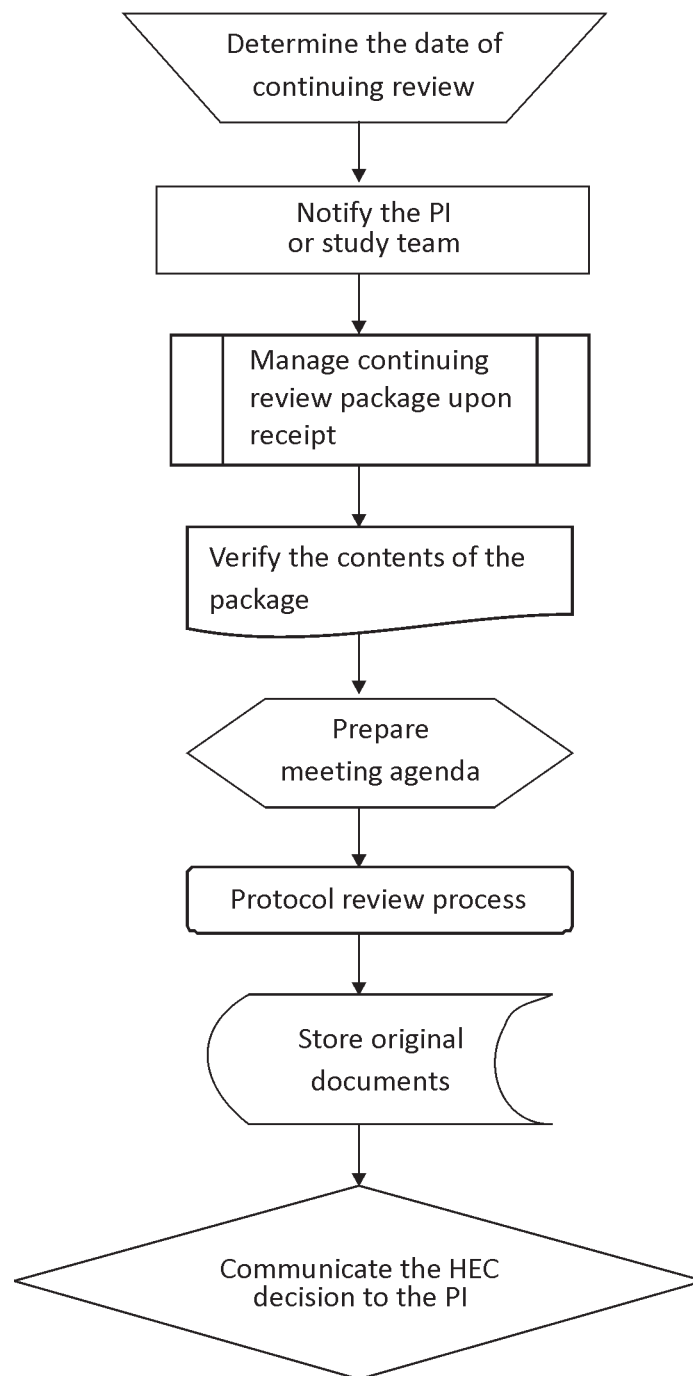 Determine the date of
continuing review
Notify the PI
or study team
Manage continuing
review package upon
receipt
Verify the contents of the
package
Prepare
meeting agenda
Protocol review process
Store original
documents
Communicate the HEC
decision to the PI